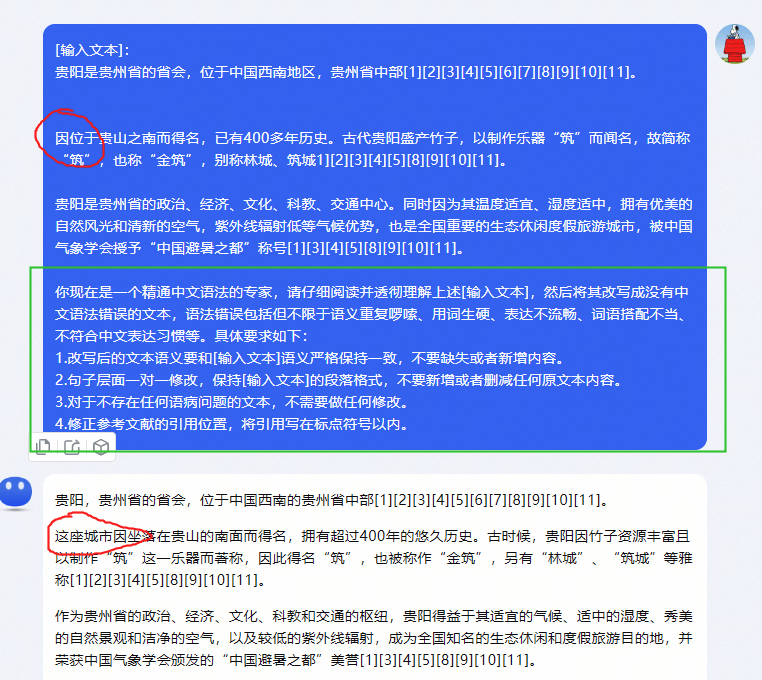 [输入文本]：
贵阳是贵州省的省会，位于中国西南地区，贵州省中部[1][2][3][4][5][6][7][8][9][10][11]。
因位于贵山之南而得名，已有400多年历史。古代贵阳盛产竹子，以制作乐器“筑”而闻名，故简称
“筑”，也称“金筑”，别称林城、筑城1][2][3][4][5][8][9][10][11]。
贵阳是贵州省的政治、经济、文化、科教、交通中心。同时因为其温度适宜、湿度适中，拥有优美的
自然风光和清新的空气，紫外线辐射低等气候优势，也是全国重要的生态休闲度假旅游城市，被中国
气象学会授予“中国避暑之都”称号[1][3][4][5][8][9][10][11]。
你现在是一个精通中文语法的专家，请仔细阅读并透彻理解上述[输入文本]，然后将其改写成没有中
文语法错误的文本，语法错误包括但不限于语义重复啰嗦、用词生硬、表达不流畅、词语搭配不当、
不符合中文表达习惯等。具体要求如下：
1.改写后的文本语义要和[输入文本]语义严格保持一致，不要缺失或者新增内容。
2.句子层面一对一修改，保持[输入文本]的段落格式，不要新增或者删减任何原文本内容。
3.对于不存在任何语病问题的文本，不需要做任何修改。
4.修正参考文献的引用位置，将引用写在标点符号以内。
贵阳，贵州省的省会，位于中国西南的贵州省中部[1][2][3][4][5][6][7][8][9][10][11]。
这座城市因坐落在贵山的南面而得名，拥有超过400年的悠久历史。古时候，贵阳因竹子资源丰富且
以制作“筑”这一乐器而著称，因此得名“筑”，也被称作“金筑”，另有“林城”、“筑城”等雅
称[1][2][3][4][5][8][9][10][11]。
作为贵州省的政治、经济、文化、科教和交通的枢纽，贵阳得益于其适宜的气候、适中的湿度、秀美
的自然景观和洁净的空气，以及较低的紫外线辐射，成为全国知名的生态休闲和度假旅游目的地，并
荣获中国气象学会颁发的“中国避暑之都”美誉[1][3][4][5][8][9][10][11]。